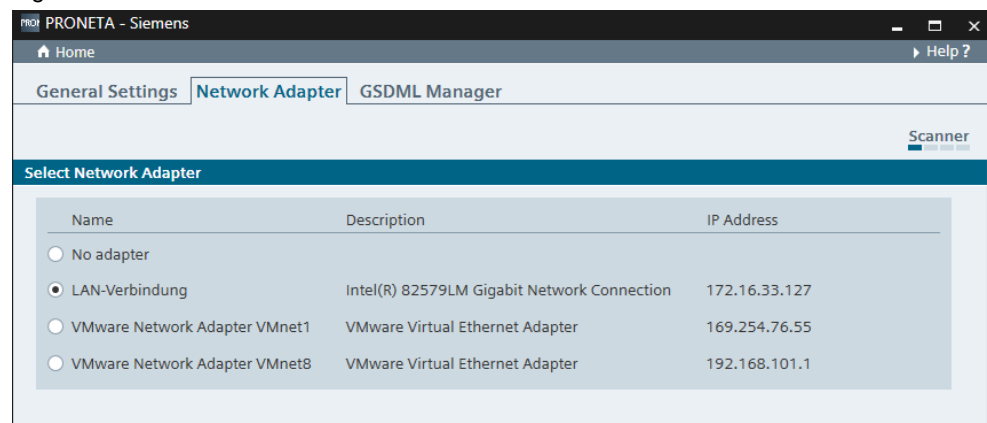 PRONETA - Siemens
Home Help ?
General Settings Network Adapter GSDML Manager
Scanner
Select Network Adapter
Name Description IP Address
No adapter
LAN-Verbindung Intel(R) 82579LM Gigabit Network Connection 172.16.33.127
VMware Network Adapter VMnet1 VMware Virtual Ethernet Adapter 169.254.76.55
VMware Network Adapter VMnet8 VMware Virtual Ethernet Adapter 192.168.101.1